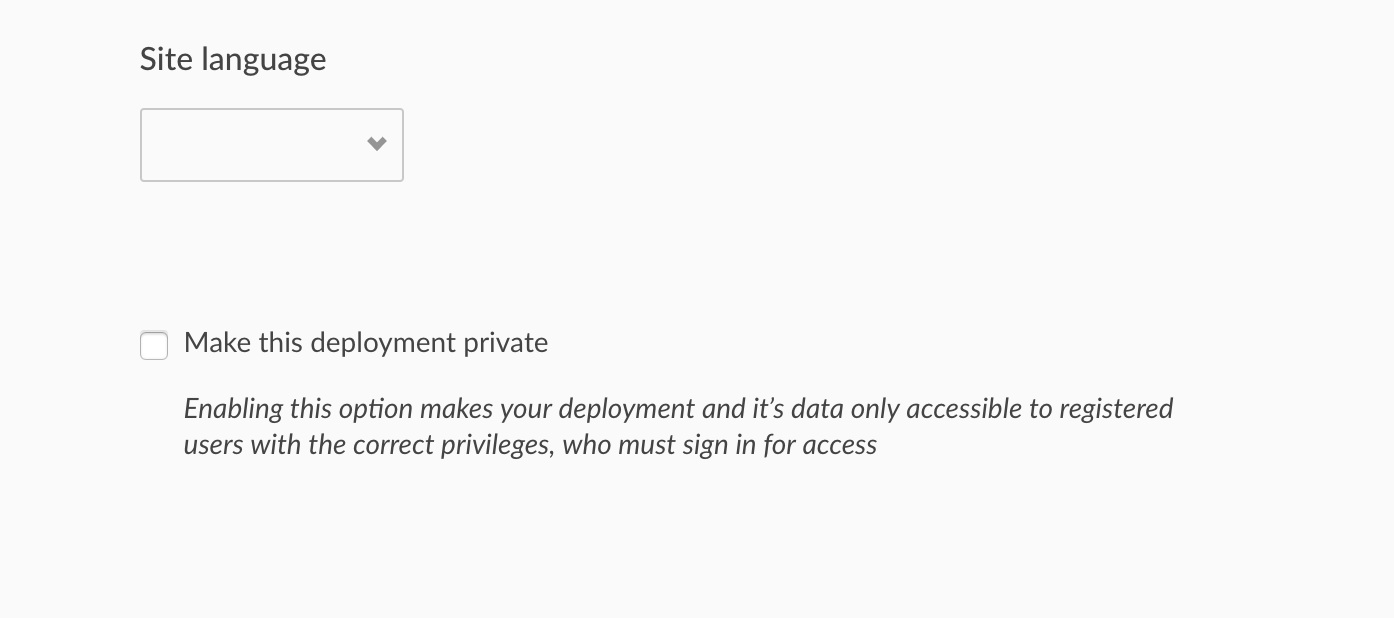 Site language
Make this deployment private
Enabling this option makes your deployment and it’s data only accessible to registered
users with the correct privileges, who must sign in for access